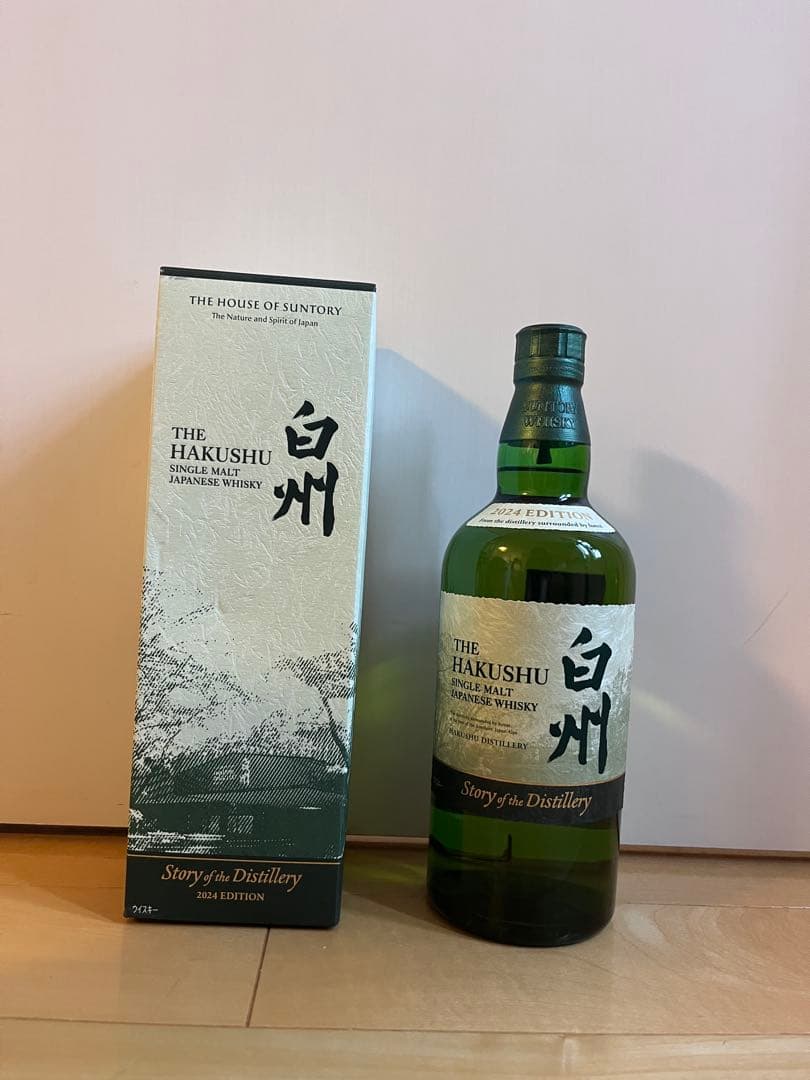 THE HOUSE OF SUNTORY
The Nature and Spirit of Japan
THE
HAKUSHU
SINGLE MALT
JAPANESE WHISKY
白州
Story of the Distillery
2024 EDITION
ウイスキー
SUNTORY
WHISKY
2024 EDITION
From the distillery surrounded by forest
THE
HAKUSHU
SINGLE MALT
JAPANESE WHISKY
白州
HAKUSHU DISTILLERY
Story of the Distillery